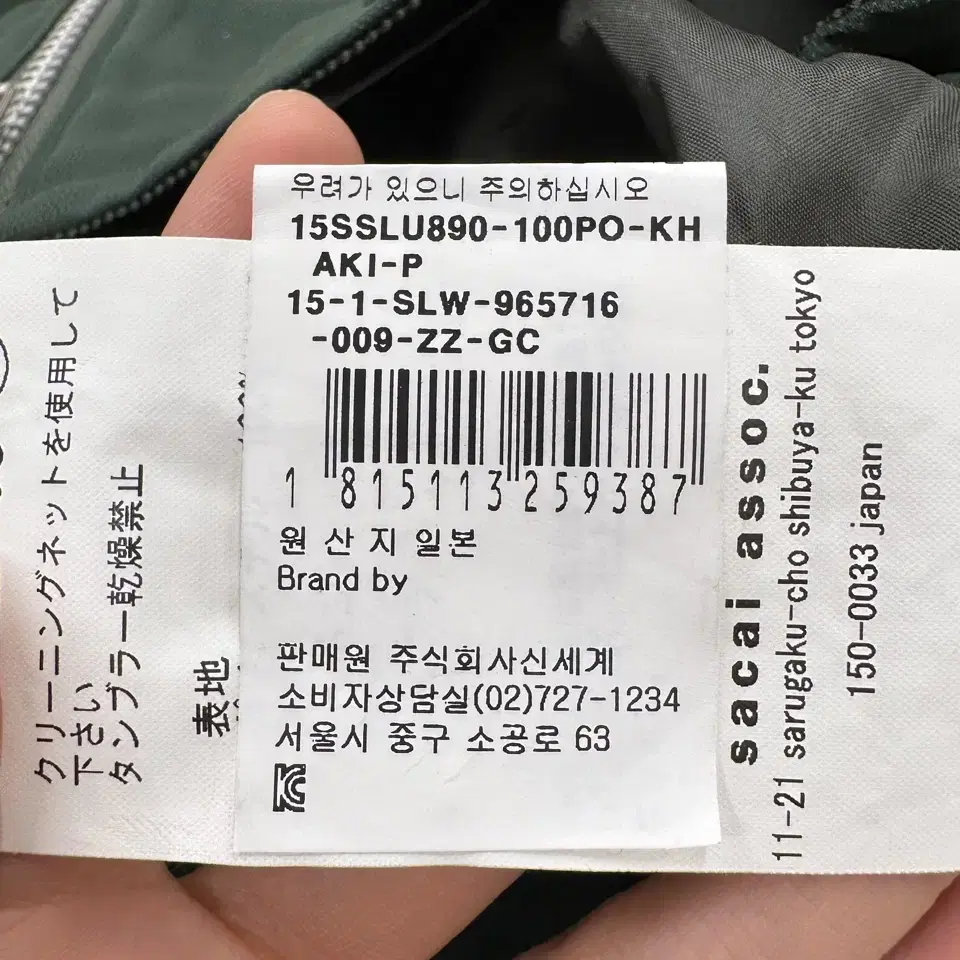 우려가 있으니 주의하십시오
15SSLU890-100PO-KH
AKI-P
15-1-SLW-965716
-009-ZZ-GC
1 815113 259387
원산지 일본
Brand by
판매원 주식회사신세계
소비자상담실(02)727-1234
서울시 중구 소공로 63
クリーニングネットを使用して
下さい
タンブラー乾燥禁止
表地
sacai assoc.
11-21 sarugaku-cho shibuya-ku tokyo
150-0033 japan